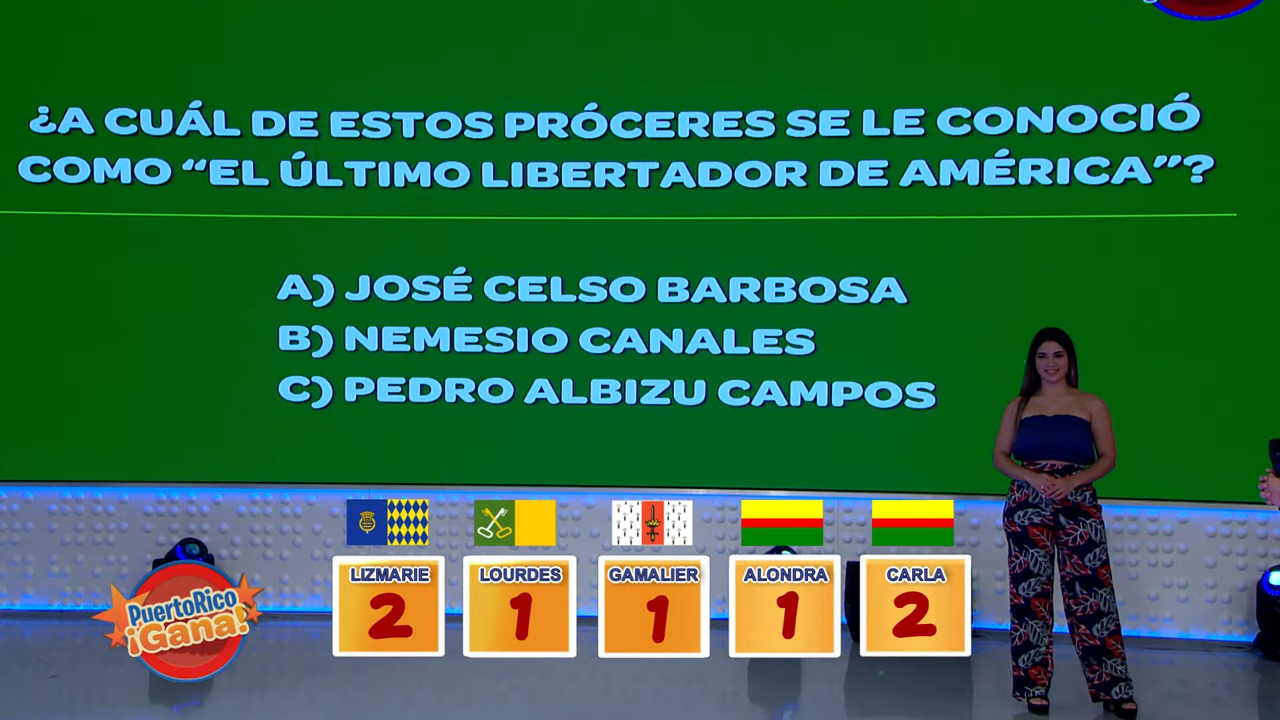 ¿A CUÁL DE ESTOS PRÓCERES SE LE CONOCIÓ
COMO “EL ÚLTIMO LIBERTADOR DE AMÉRICA”?
A) JOSÉ CELSO BARBOSA
B) NEMESIO CANALES
C) PEDRO ALBIZU CAMPOS
LIZMARIE LOURDES GAMALIER ALONDRA CARLA
2 1 1 1 2
PuertoRico
¡Gana!